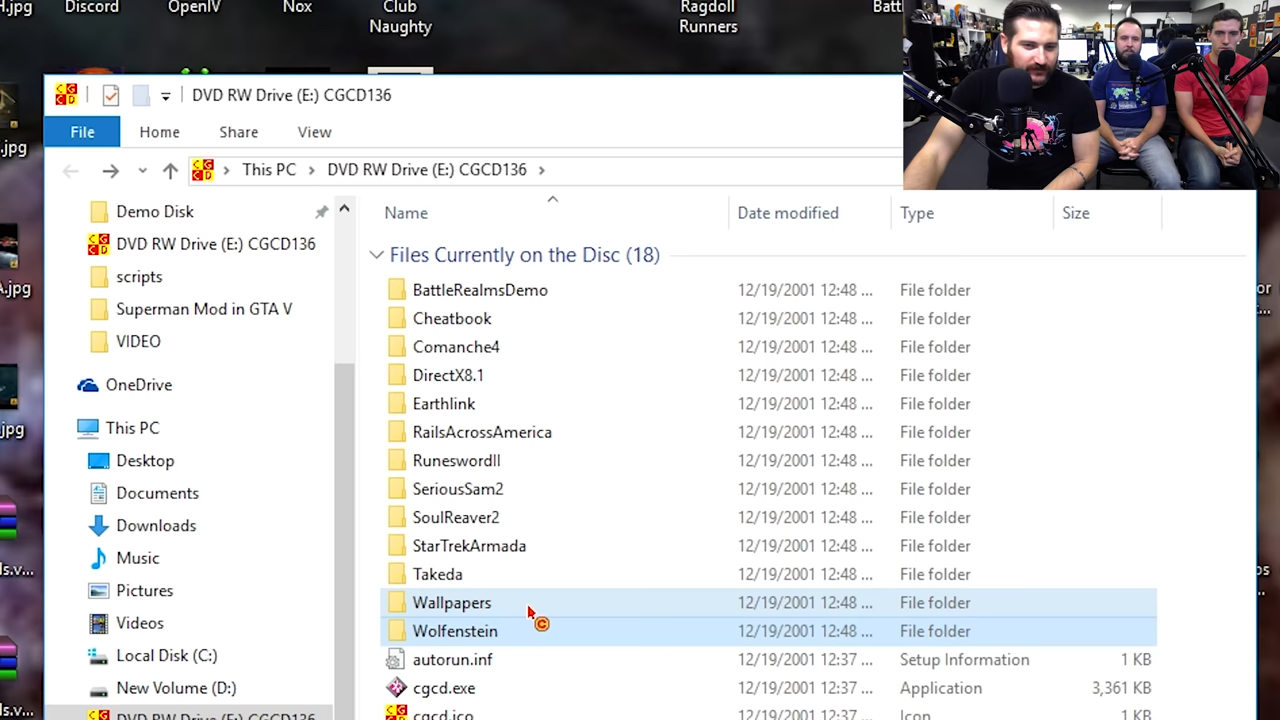 H.jpg
Discord
OpenIV
Nox
Club
Naughty
Ragdoll
Runners
Batt
DVD RW Drive (E:) CGCD136
File
Home
Share
View
This PC
DVD RW Drive (E:) CGCD136
.jpg
A.jpg
.jpg
ls.v...
ls.v...
Demo Disk
DVD RW Drive (E:) CGCD136
scripts
Superman Mod in GTA V
VIDEO
OneDrive
This PC
Desktop
Documents
Downloads
Music
Pictures
Videos
Local Disk (C:)
New Volume (D:)
DVD RW Drive (E:) CGCD136
Name Date modified Type Size
Files Currently on the Disc (18)
BattleRealmsDemo 12/19/2001 12:48 ... File folder
Cheatbook 12/19/2001 12:48 ... File folder
Comanche4 12/19/2001 12:48 ... File folder
DirectX8.1 12/19/2001 12:48 ... File folder
Earthlink 12/19/2001 12:48 ... File folder
RailsAcrossAmerica 12/19/2001 12:48 ... File folder
RuneswordII 12/19/2001 12:48 ... File folder
SeriousSam2 12/19/2001 12:48 ... File folder
SoulReaver2 12/19/2001 12:48 ... File folder
StarTrekArmada 12/19/2001 12:48 ... File folder
Takeda 12/19/2001 12:48 ... File folder
Wallpapers 12/19/2001 12:48 ... File folder
Wolfenstein 12/19/2001 12:48 ... File folder
autorun.inf 12/19/2001 12:37 ... Setup Information 1 KB
cgcd.exe 12/19/2001 12:37 ... Application 3,361 KB
cgcd.ico 12/19/2001 12:37 ... Icon